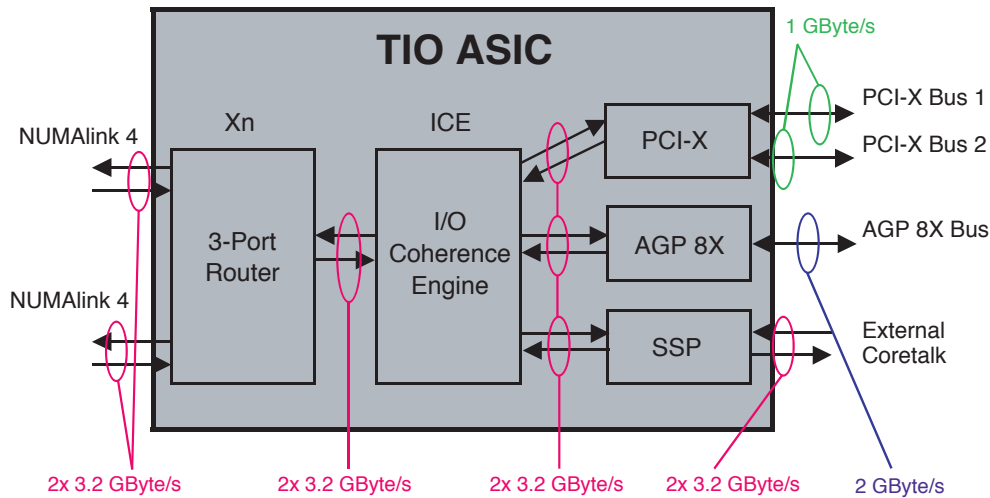 1 GByte/s
TIO ASIC
PCI-X Bus 1
Xn
ICE
NUMAlink 4
PCI-X
PCI-X Bus 2
I/O
Coherence
Engine
3-Port
Router
AGP 8X
AGP 8X Bus
NUMAlink 4
SSP
External
Coretalk
2x 3.2 GByte/s
2x 3.2 GByte/s
2x 3.2 GByte/s
2x 3.2 GByte/s
2 GByte/s